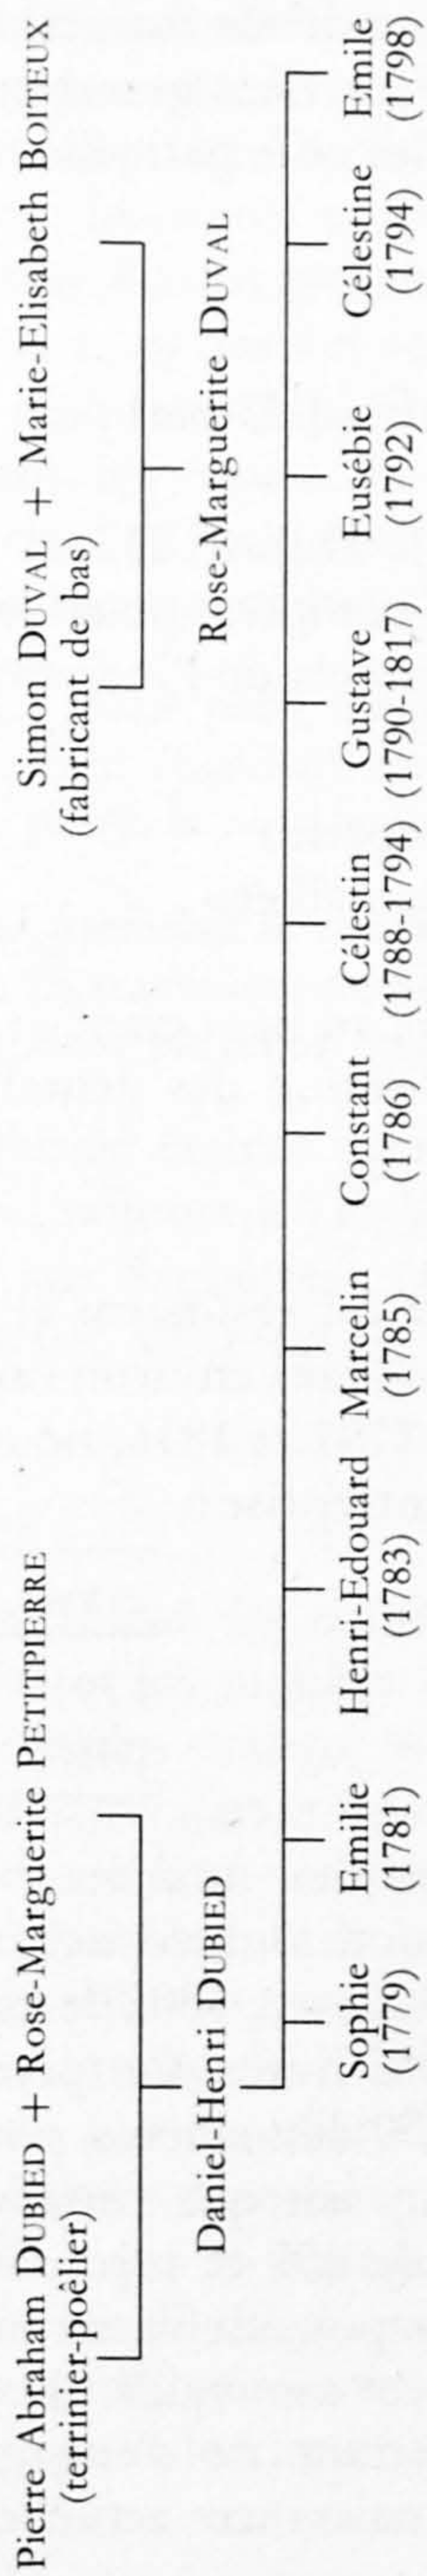 Pierre Abraham DUBIED + Rose-Marguerite PETITPIERRE
(terrinier-poêlier)
Simon DUVAL + Marie-Elisabeth BOITEUX
(fabricant de bas)
Daniel-Henri DUBIED
Rose-Marguerite DUVAL
Sophie Emilie Henri-Edouard Marcelin Constant Célestin Gustave Eusébie Célestine Emile
(1779) (1781) (1783) (1785) (1786) (1788-1794) (1790-1817) (1792) (1794) (1798)